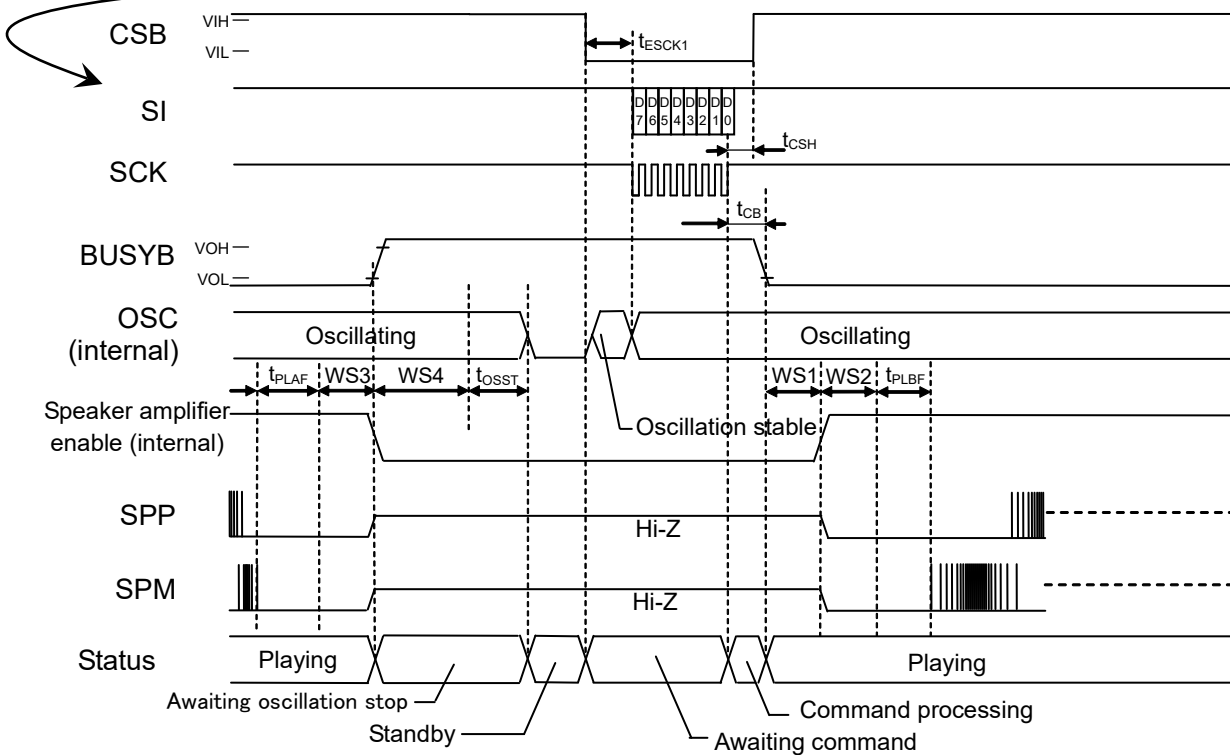 CSB
VIH
VIL
tESCK1
SI
D7 D6 D5 D4 D3 D2 D1 D0
tCSH
SCK
tCB
BUSYB
VOH
VOL
OSC
(internal)
Oscillating
Oscillating
tPLAF
WS3
WS4
tOSST
WS1
WS2
tPLBF
Speaker amplifier
enable (internal)
Oscillation stable
SPP
Hi-Z
SPM
Hi-Z
Status
Playing
Playing
Awaiting oscillation stop
Standby
Awaiting command
Command processing